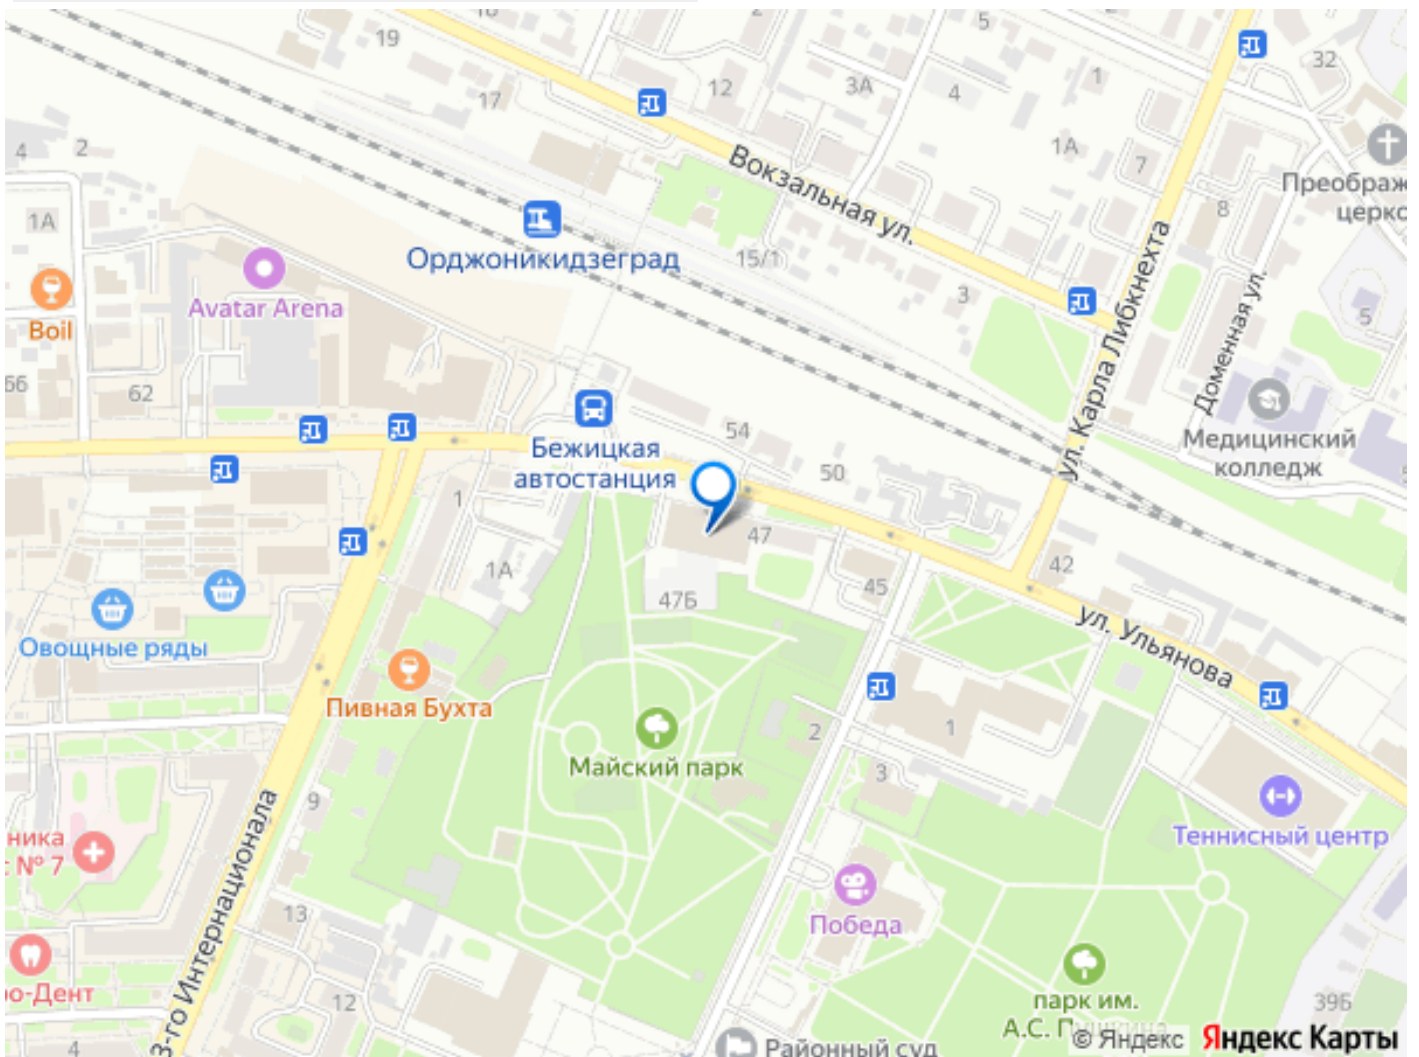 16
2
5
19
32
12
3А
1
17
4
4
2
1А
7
Преображ
церко
Вокзальная ул.
8
1А
Орджоникидзеград
15/1
ул. Карла Либкнехта
Avatar Arena
3
Доменная ул.
5
Boil
66
62
54
Медицинский
колледж
Бежицкая
автостанция
50
1
47
42
1А
45
47Б
ул. Ульянова
Овощные ряды
Пивная Бухта
2
1
Майский парк
3
9
Теннисный центр
ника
№ 7
Победа
3-го Интернационала
13
о-Дент
12
парк им.
А.С. Пушкина
39Б
4
Районный суд
© Яндекс Яндекс Карты